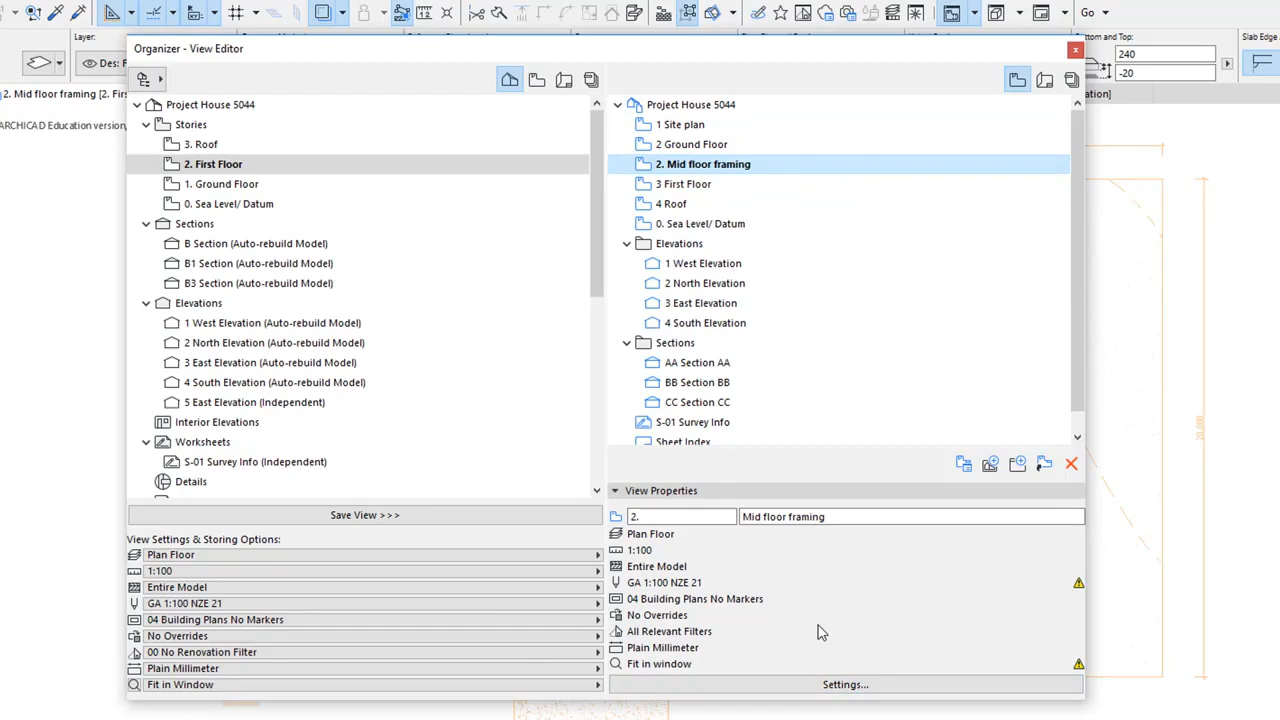 Go
Layer:
Bottom and Top:
Slab Edge
Des: F
240
-20
2. Mid floor framing [2. Firs
ation]
ARCHICAD Education version,
Organizer - View Editor
x
Project House 5044
Stories
3. Roof
2. First Floor
1. Ground Floor
0. Sea Level/ Datum
Sections
B Section (Auto-rebuild Model)
B1 Section (Auto-rebuild Model)
B3 Section (Auto-rebuild Model)
Elevations
1 West Elevation (Auto-rebuild Model)
2 North Elevation (Auto-rebuild Model)
3 East Elevation (Auto-rebuild Model)
4 South Elevation (Auto-rebuild Model)
5 East Elevation (Independent)
Interior Elevations
Worksheets
S-01 Survey Info (Independent)
Details
Save View >>>
View Settings & Storing Options:
Plan Floor
1:100
Entire Model
GA 1:100 NZE 21
04 Building Plans No Markers
No Overrides
00 No Renovation Filter
Plain Millimeter
Fit in Window
Project House 5044
1 Site plan
2 Ground Floor
2. Mid floor framing
3 First Floor
4 Roof
0. Sea Level/ Datum
Elevations
1 West Elevation
2 North Elevation
3 East Elevation
4 South Elevation
Sections
AA Section AA
BB Section BB
CC Section CC
S-01 Survey Info
Sheet Index
View Properties
2. Mid floor framing
Plan Floor
1:100
Entire Model
GA 1:100 NZE 21
04 Building Plans No Markers
No Overrides
All Relevant Filters
Plain Millimeter
Fit in window
Settings...
20,000